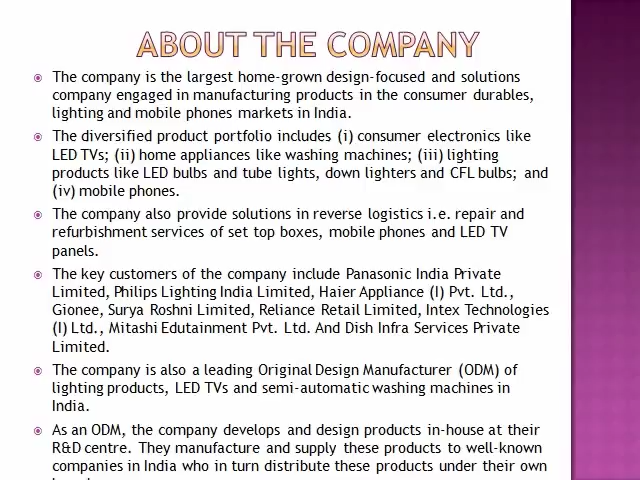 ABOUT THE COMPANY
The company is the largest home-grown design-focused and solutions
company engaged in manufacturing products in the consumer durables,
lighting and mobile phones markets in India.
The diversified product portfolio includes (i) consumer electronics like
LED TVs; (ii) home appliances like washing machines; (iii) lighting
products like LED bulbs and tube lights, down lighters and CFL bulbs; and
(iv) mobile phones.
The company also provide solutions in reverse logistics i.e. repair and
refurbishment services of set top boxes, mobile phones and LED TV
panels.
The key customers of the company include Panasonic India Private
Limited, Philips Lighting India Limited, Haier Appliance (I) Pvt. Ltd.,
Gionee, Surya Roshni Limited, Reliance Retail Limited, Intex Technologies
(I) Ltd., Mitashi Edutainment Pvt. Ltd. And Dish Infra Services Private
Limited.
The company is also a leading Original Design Manufacturer (ODM) of
lighting products, LED TVs and semi-automatic washing machines in
India.
As an ODM, the company develops and design products in-house at their
R&D centre. They manufacture and supply these products to well-known
companies in India who in turn distribute these products under their own